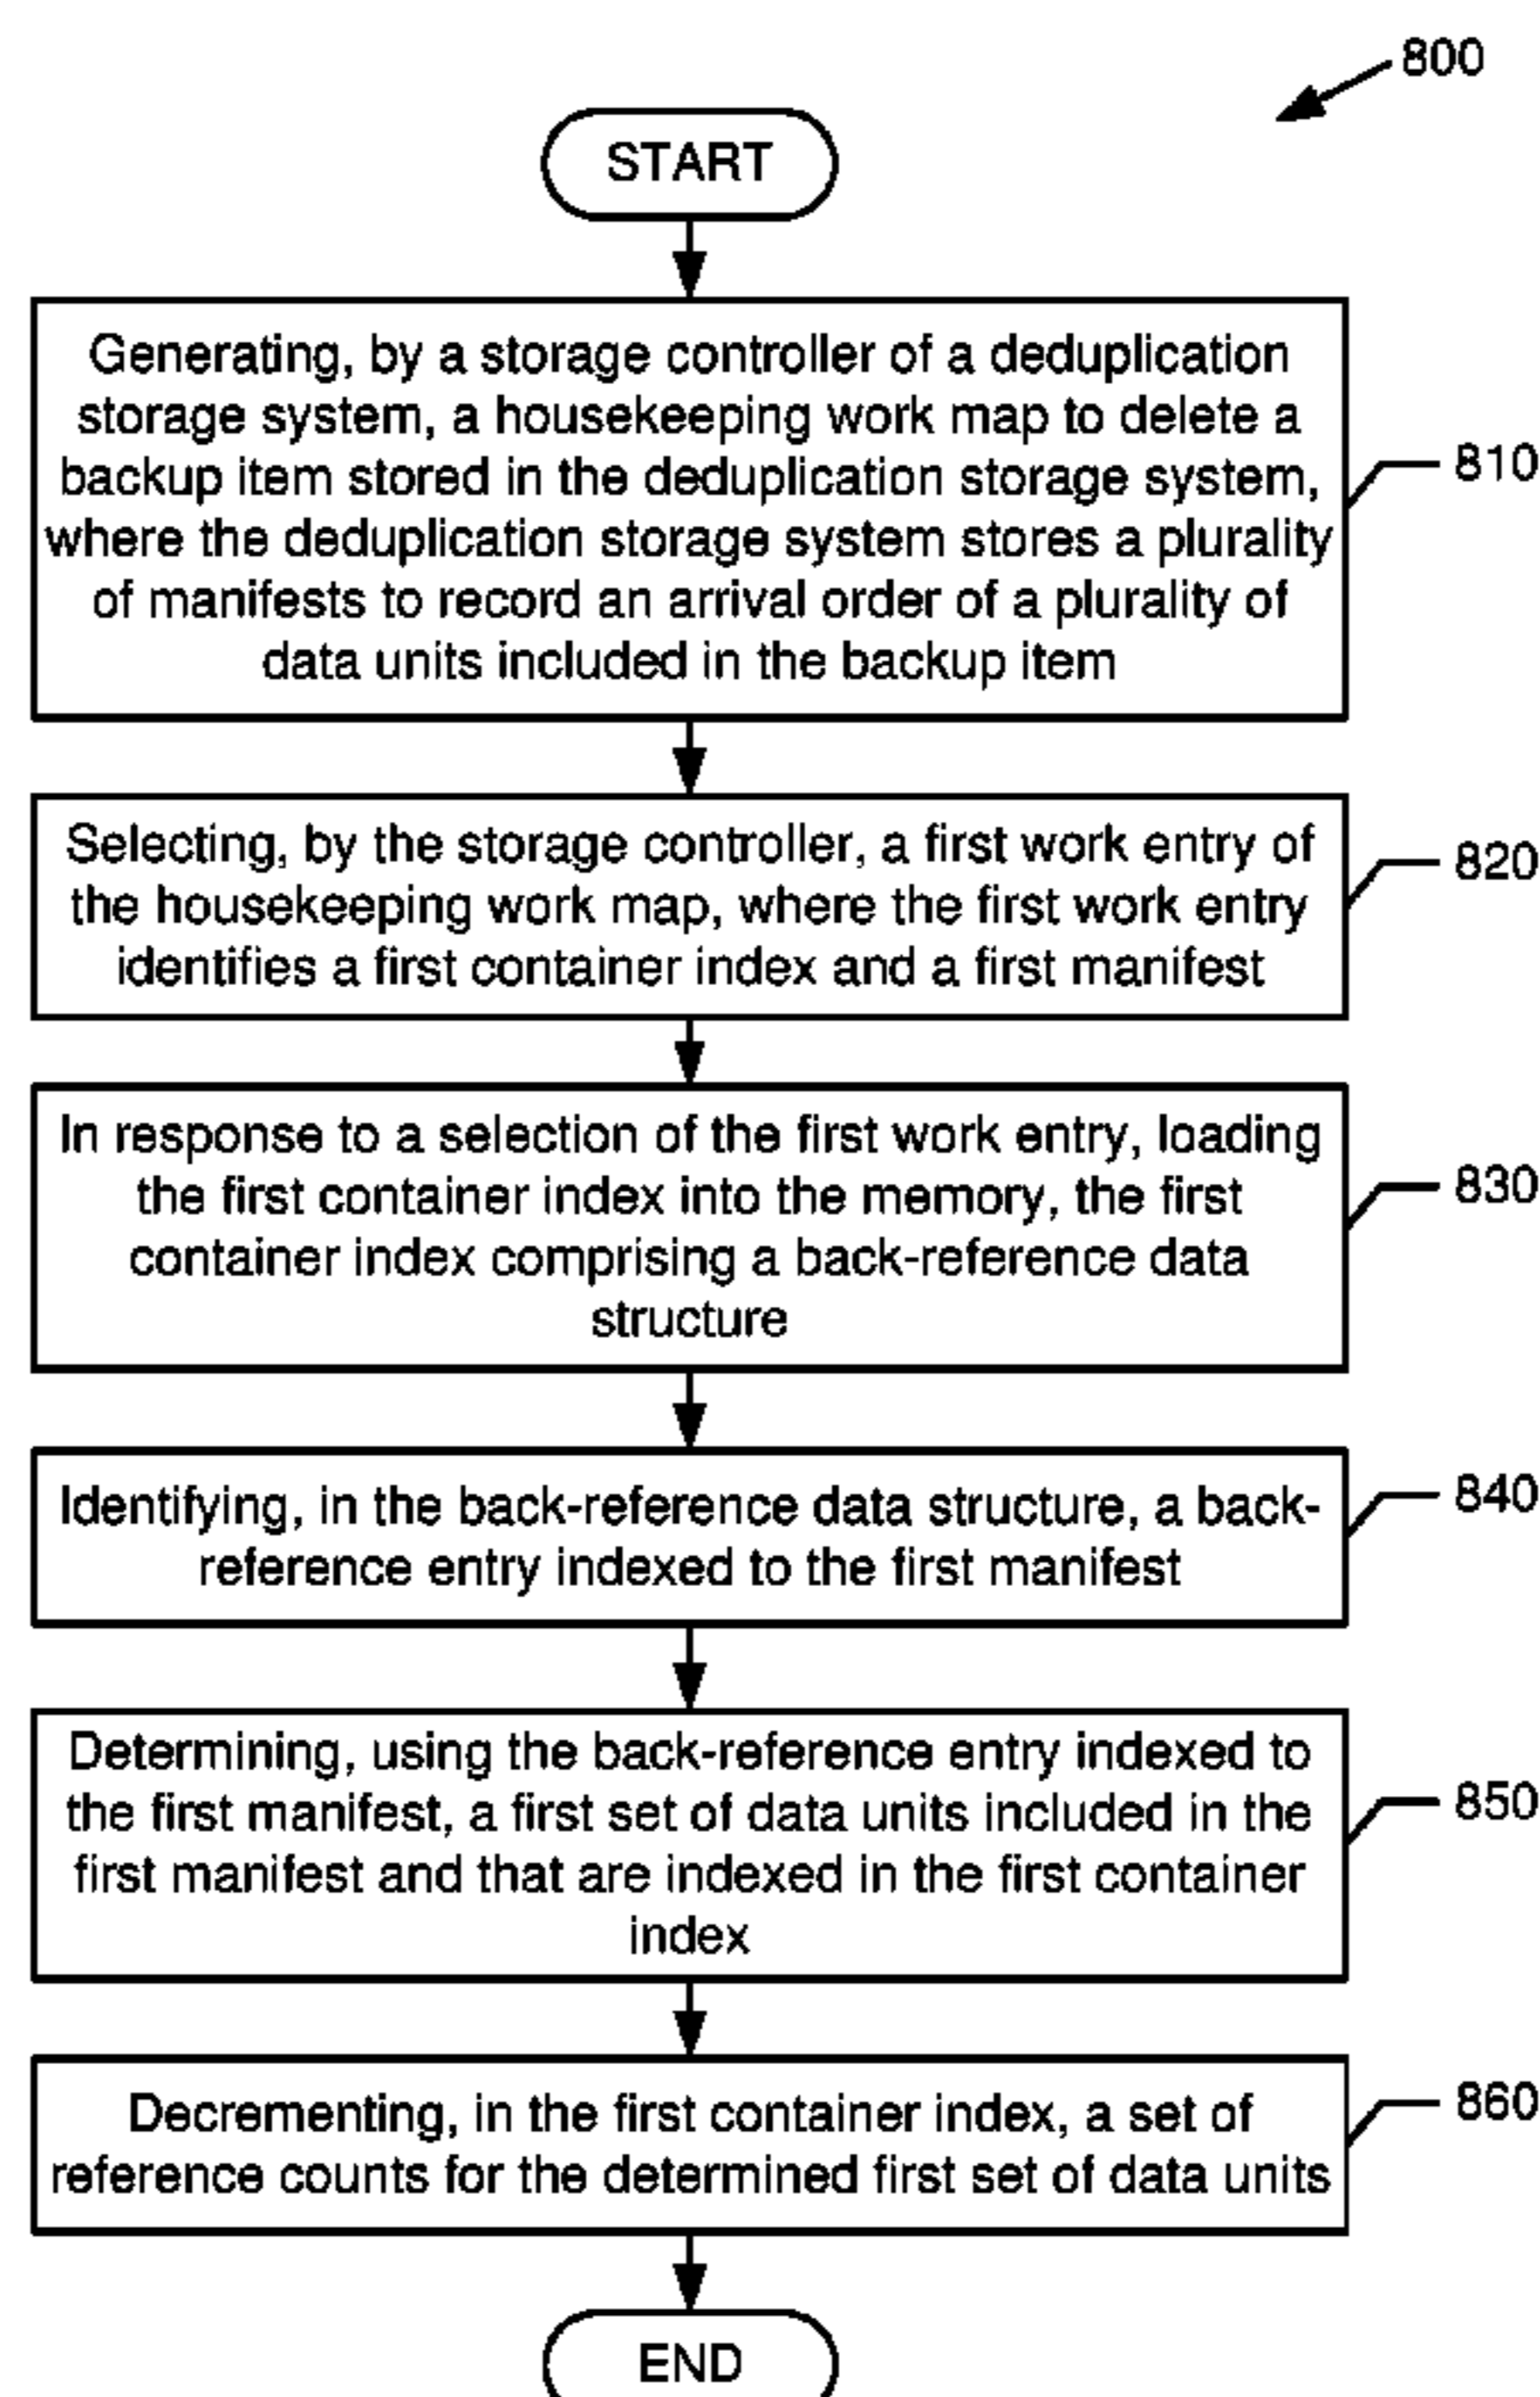 800
START
Generating, by a storage controller of a deduplication
storage system, a housekeeping work map to delete a
backup item stored in the deduplication storage system,
where the deduplication storage system stores a plurality
of manifests to record an arrival order of a plurality of
data units included in the backup item
810
Selecting, by the storage controller, a first work entry of
the housekeeping work map, where the first work entry
identifies a first container index and a first manifest
820
In response to a selection of the first work entry, loading
the first container index into the memory, the first
container index comprising a back-reference data
structure
830
Identifying, in the back-reference data structure, a back-
reference entry indexed to the first manifest
840
Determining, using the back-reference entry indexed to
the first manifest, a first set of data units included in the
first manifest and that are indexed in the first container
index
850
Decrementing, in the first container index, a set of
reference counts for the determined first set of data units
860
END